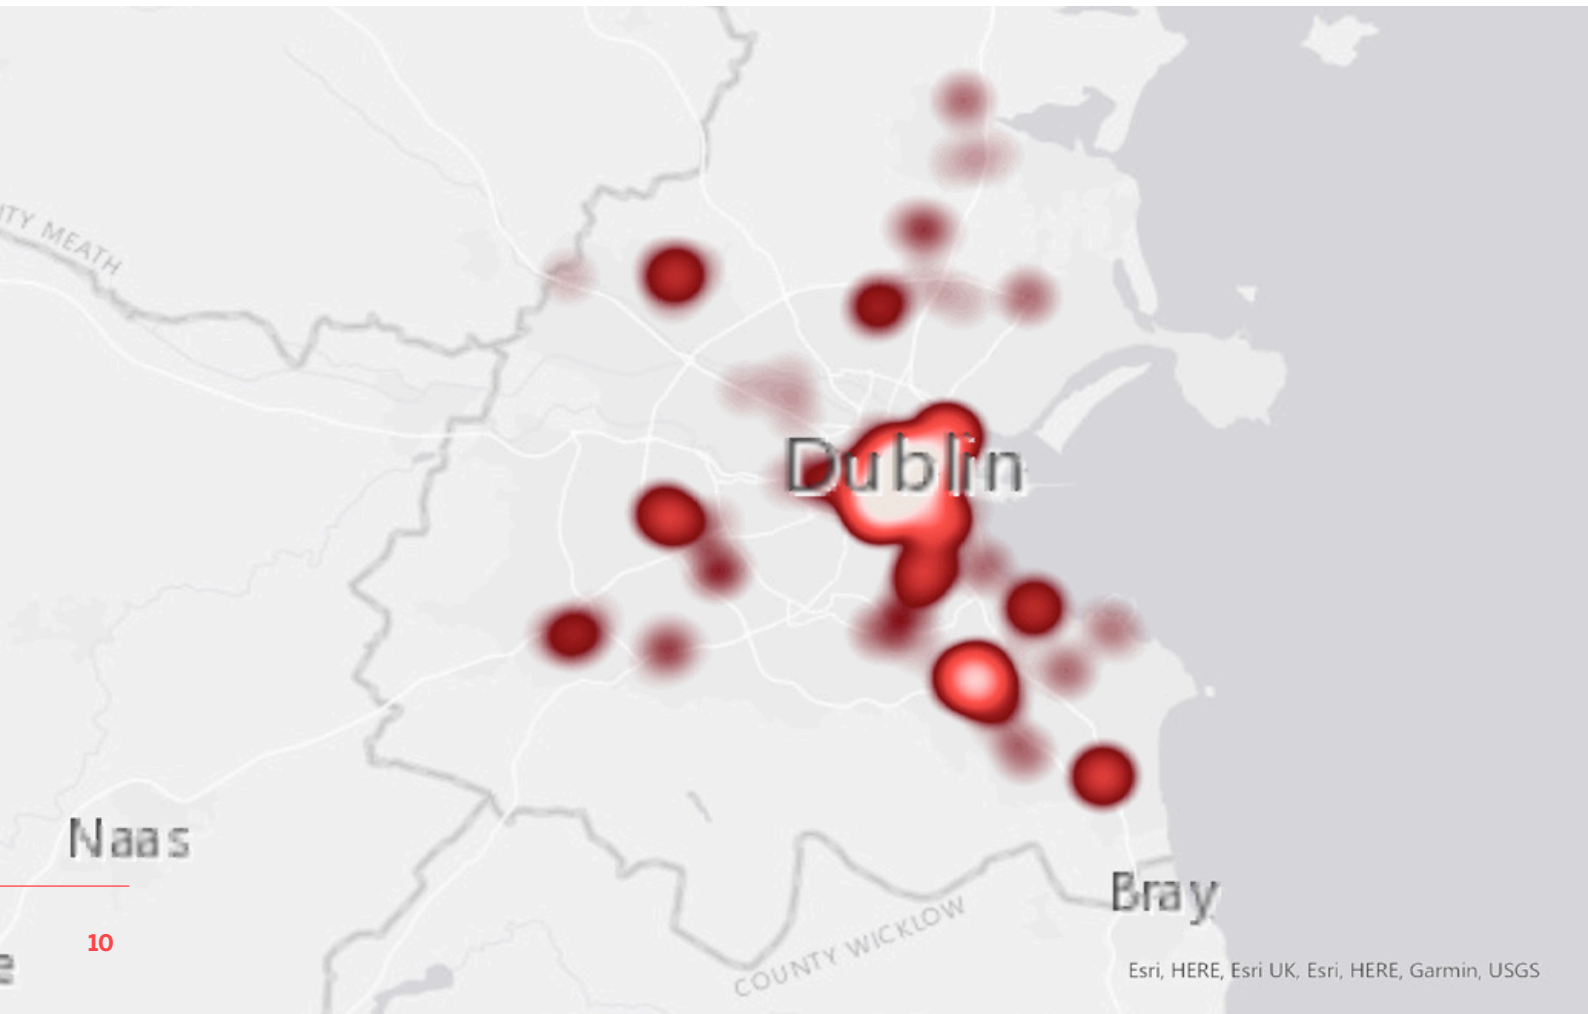 TY MEATH
Dublin
Naas
Bray
10
COUNTY WICKLOW
e
Esri, HERE, Esri UK, Esri, HERE, Garmin, USGS